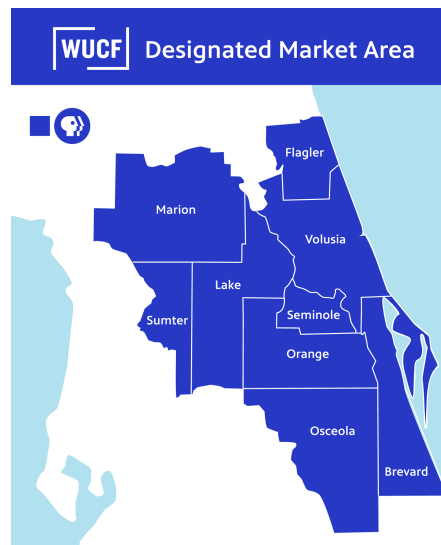 WUCF Designated Market Area
Flagler
Marion
Volusia
Lake
Seminole
Sumter
Orange
Osceola
Brevard